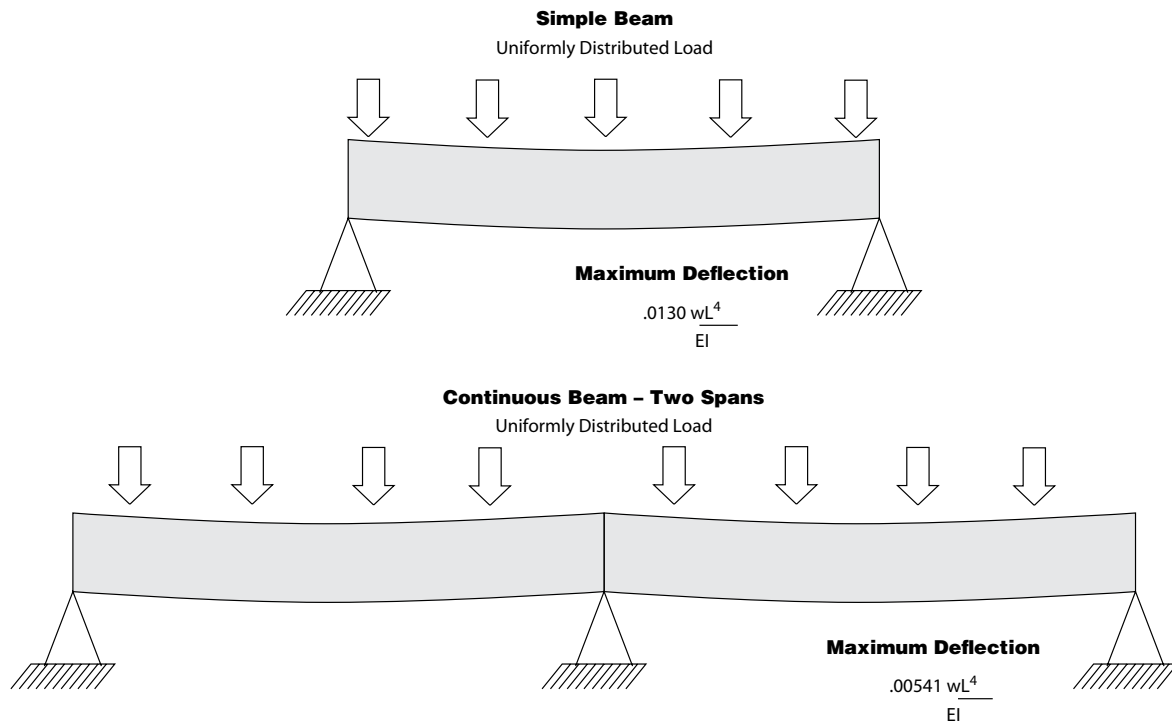 Simple Beam
Uniformly Distributed Load
Maximum Deflection
.0130 wL⁴
EI
Continuous Beam – Two Spans
Uniformly Distributed Load
Maximum Deflection
.00541 wL⁴
EI